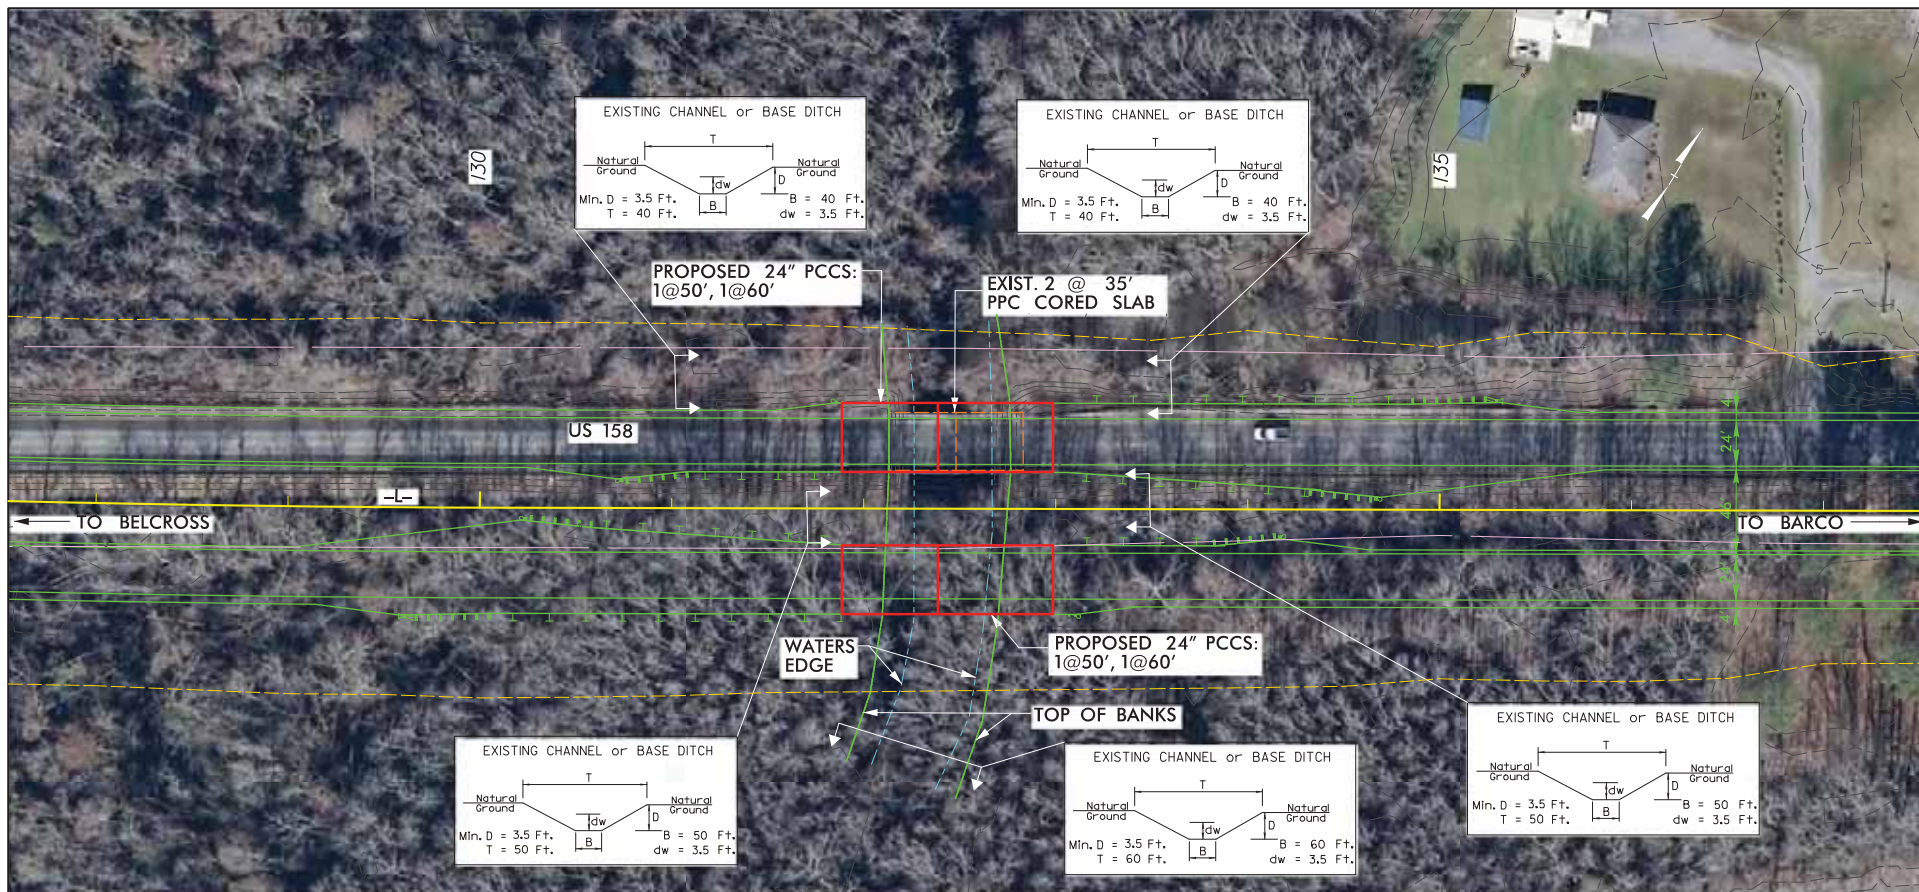 EXISTING CHANNEL or BASE DITCH
T
Natural
Ground
Natural
Ground
dw
D
B
Min. D = 3.5 Ft.
T = 40 Ft.
B = 40 Ft.
dw = 3.5 Ft.
EXISTING CHANNEL or BASE DITCH
T
Natural
Ground
Natural
Ground
dw
D
B
Min. D = 3.5 Ft.
T = 40 Ft.
B = 40 Ft.
dw = 3.5 Ft.
130
135
5
PROPOSED 24" PCCS:
1@50', 1@60'
EXIST. 2 @ 35'
PPC CORED SLAB
US 158
4'
24'
-L-
46'
TO BELCROSS
TO BARCO
24'
4'
WATERS
EDGE
PROPOSED 24" PCCS:
1@50', 1@60'
TOP OF BANKS
EXISTING CHANNEL or BASE DITCH
T
Natural
Ground
Natural
Ground
dw
D
B
Min. D = 3.5 Ft.
T = 50 Ft.
B = 50 Ft.
dw = 3.5 Ft.
EXISTING CHANNEL or BASE DITCH
T
Natural
Ground
Natural
Ground
dw
D
B
Min. D = 3.5 Ft.
T = 60 Ft.
B = 60 Ft.
dw = 3.5 Ft.
EXISTING CHANNEL or BASE DITCH
T
Natural
Ground
Natural
Ground
dw
D
B
Min. D = 3.5 Ft.
T = 50 Ft.
B = 50 Ft.
dw = 3.5 Ft.